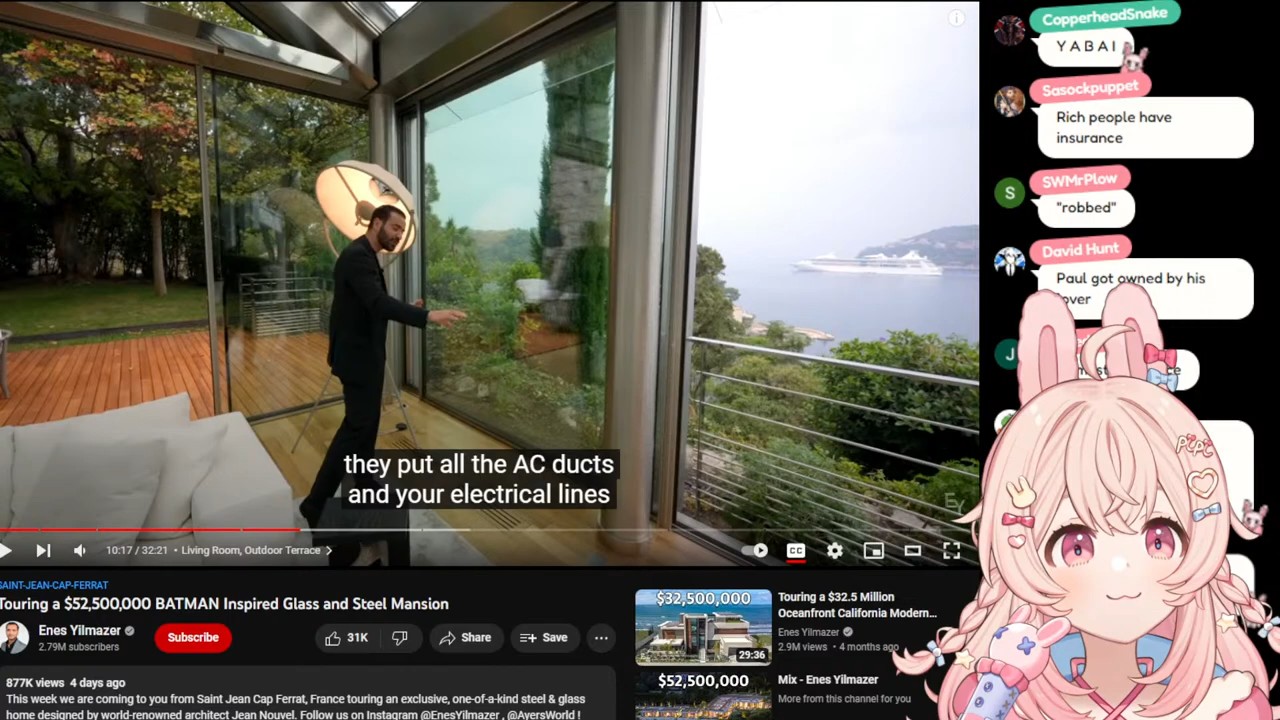 they put all the AC ducts
and your electrical lines
10:17 / 32:21 • Living Room, Outdoor Terrace >
CC
SAINT-JEAN-CAP-FERRAT
Touring a $52,500,000 BATMAN Inspired Glass and Steel Mansion
Enes Yilmazer
2.79M subscribers
Subscribe
31K
Share
Save
877K views 4 days ago
This week we are coming to you from Saint Jean Cap Ferrat, France touring an exclusive, one-of-a-kind steel & glass
home designed by world-renowned architect Jean Nouvel. Follow us on Instagram @EnesYilmazer , @AyersWorld !
$32,500,000
29:36
Touring a $32.5 Million
Oceanfront California Modern...
Enes Yilmazer
2.9M views • 4 months ago
$52,500,000
Mix - Enes Yilmazer
More from this channel for you
CopperheadSnake
YABAI
Sasockpuppet
Rich people have
insurance
S
SWMrPlow
"robbed"
David Hunt
Paul got owned by his
J
PiPi
EY